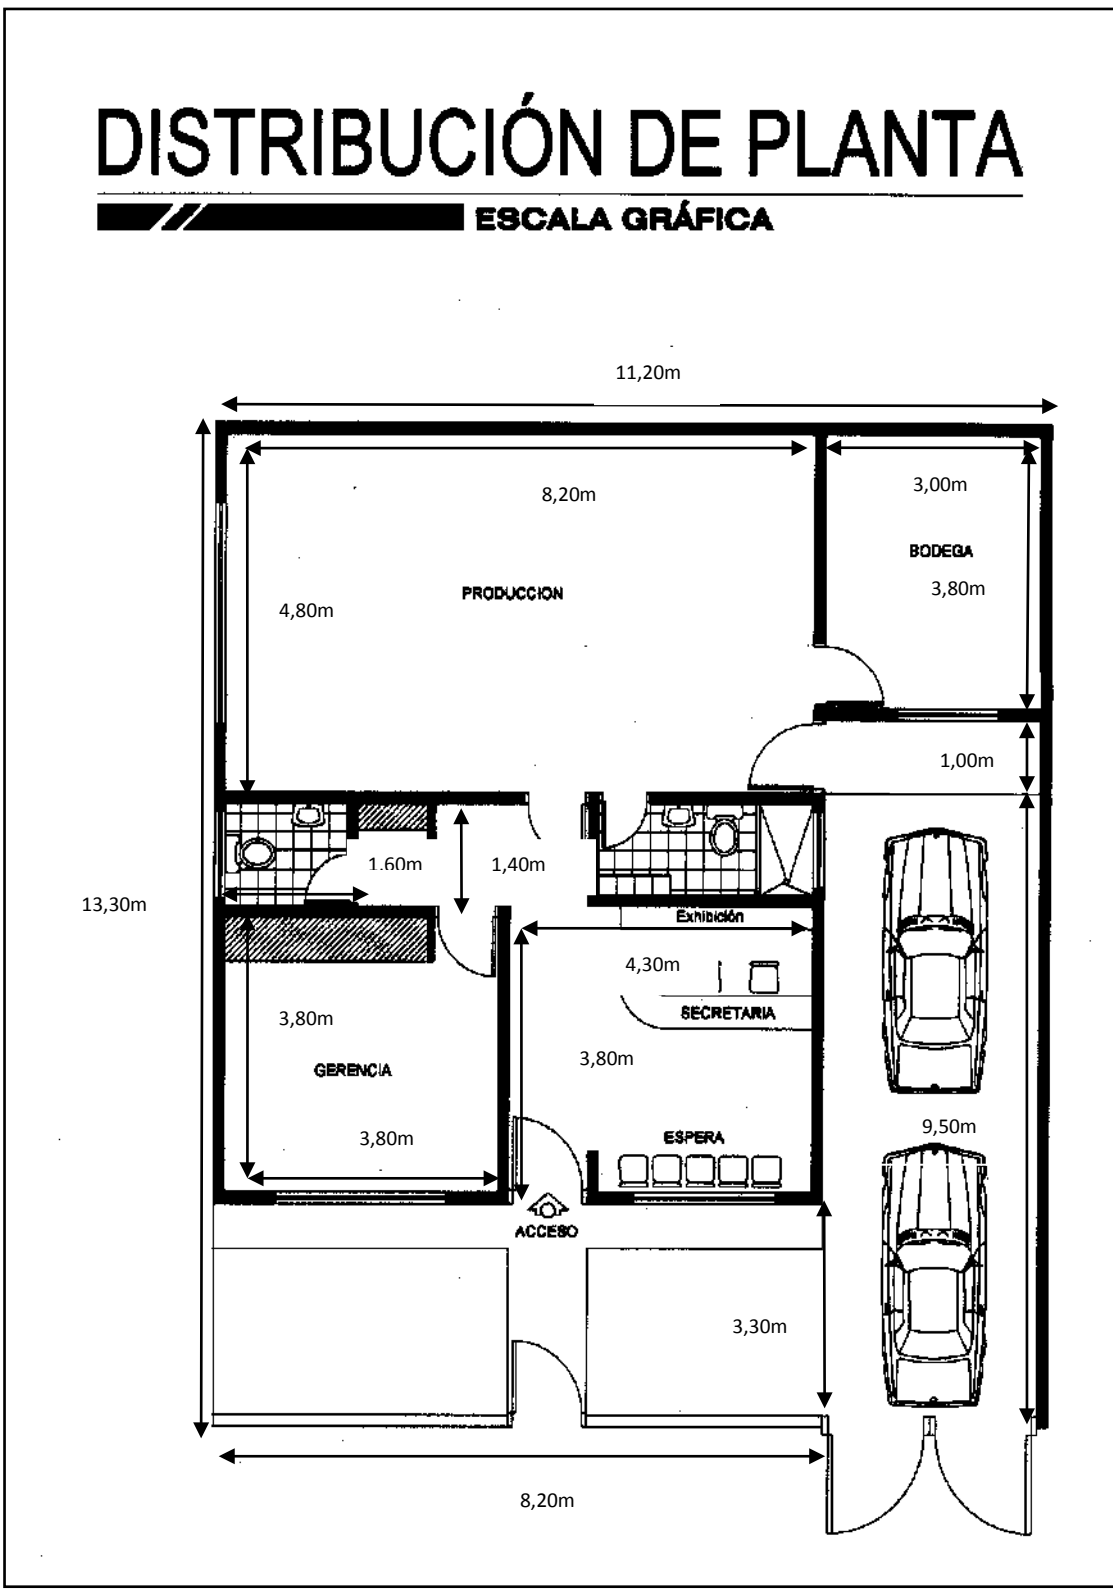 DISTRIBUCIÓN DE PLANTA
ESCALA GRÁFICA
11,20m
8,20m
3,00m
BODEGA
3,80m
PRODUCCION
4,80m
1,00m
1.60m
1,40m
13,30m
Exhibición
4,30m
SECRETARIA
3,80m
3,80m
GERENCIA
9,50m
3,80m
ESPERA
ACCESO
3,30m
8,20m